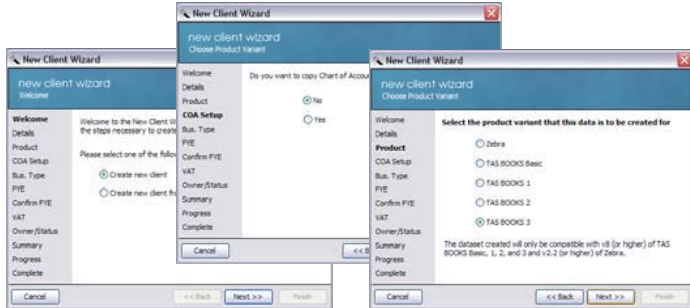 New Client Wizard
new client wizard
Welcome
Welcome
Details
Product
COA Setup
Bus. Type
FYE
Confirm FYE
VAT
Owner/Status
Summary
Progress
Complete
Welcome to the New Client W
the steps necessary to create
Please select one of the follow
Create new client
Create new client fr
Cancel
<< Back
Next >>
Finish
New Client Wizard
new client wizard
Choose Product Variant
Welcome
Details
Product
COA Setup
Bus. Type
FYE
Confirm FYE
VAT
Owner/Status
Summary
Progress
Complete
Do you want to copy Chart of Accou
No
Yes
Cancel
<< B
New Client Wizard
new client wizard
Choose Product Variant
Welcome
Details
Product
COA Setup
Bus. Type
FYE
Confirm FYE
VAT
Owner/Status
Summary
Progress
Complete
Select the product variant that this data is to be created for
Zebra
TAS BOOKS Basic
TAS BOOKS 1
TAS BOOKS 2
TAS BOOKS 3
The dataset created will only be compatible with v8 (or higher) of TAS
BOOKS Basic, 1, 2, and 3 and v2.2 (or higher) of Zebra.
Cancel
<< Back
Next >>
Finish